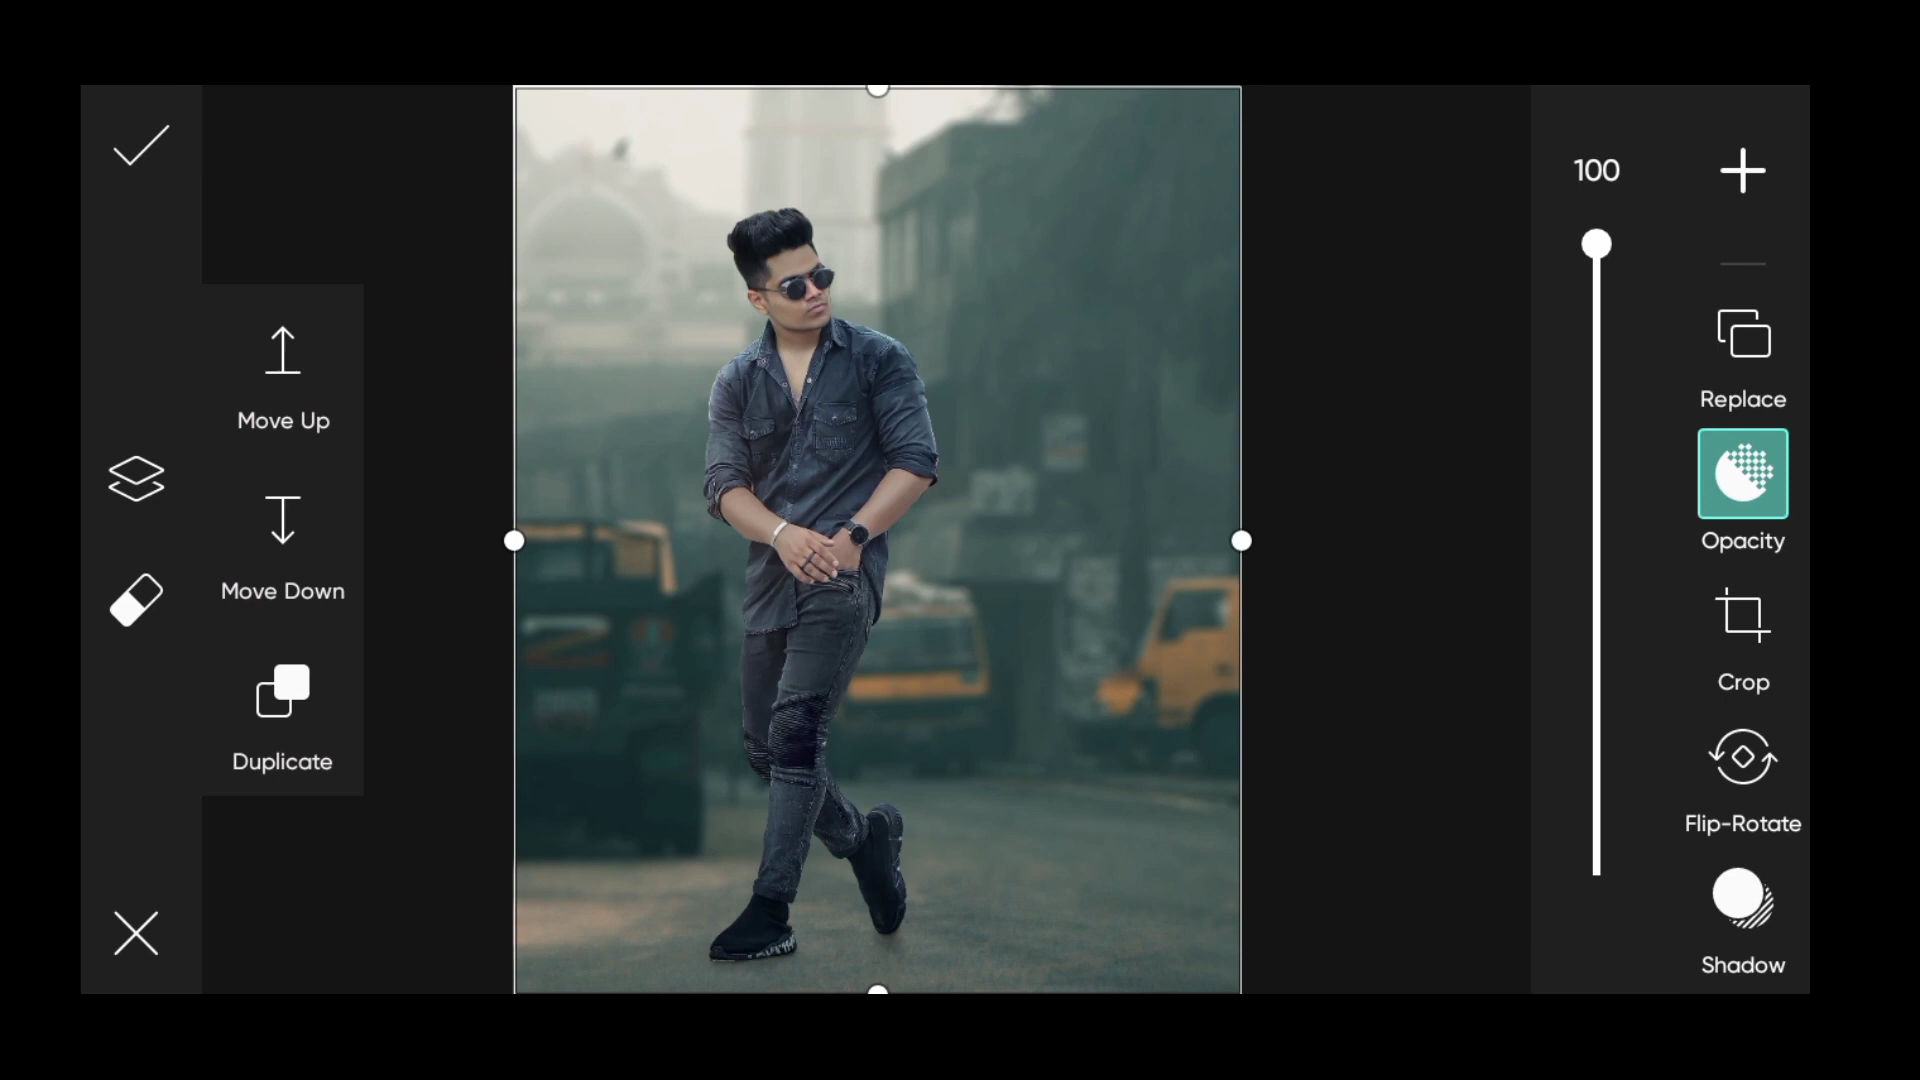 Move Up
Move Down
Duplicate
100
Replace
Opacity
Crop
Flip-Rotate
Shadow